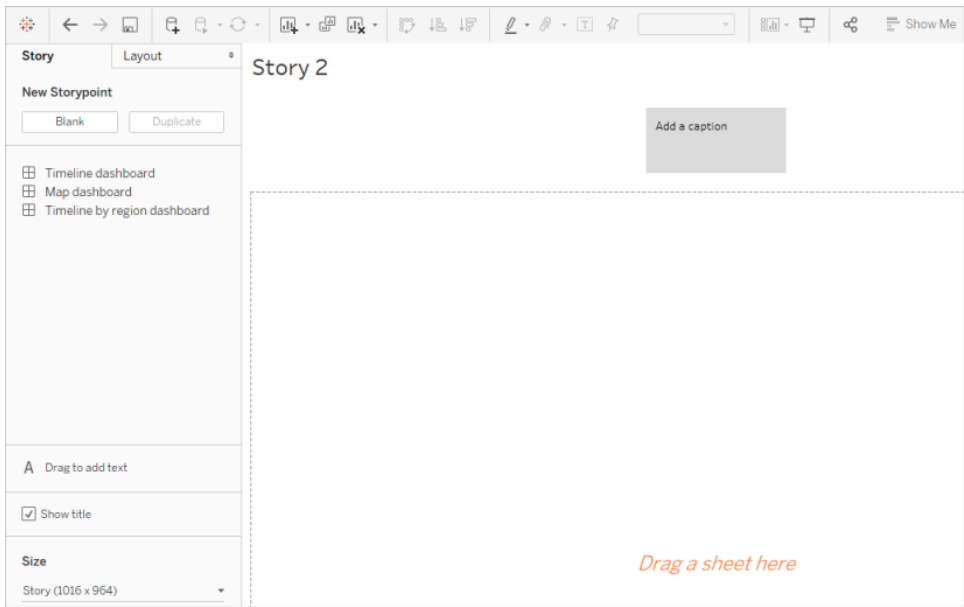 Show Me
Story
Layout
Story 2
New Storypoint
Blank
Duplicate
Add a caption
Timeline dashboard
Map dashboard
Timeline by region dashboard
A Drag to add text
Show title
Drag a sheet here
Size
Story (1016 x 964)